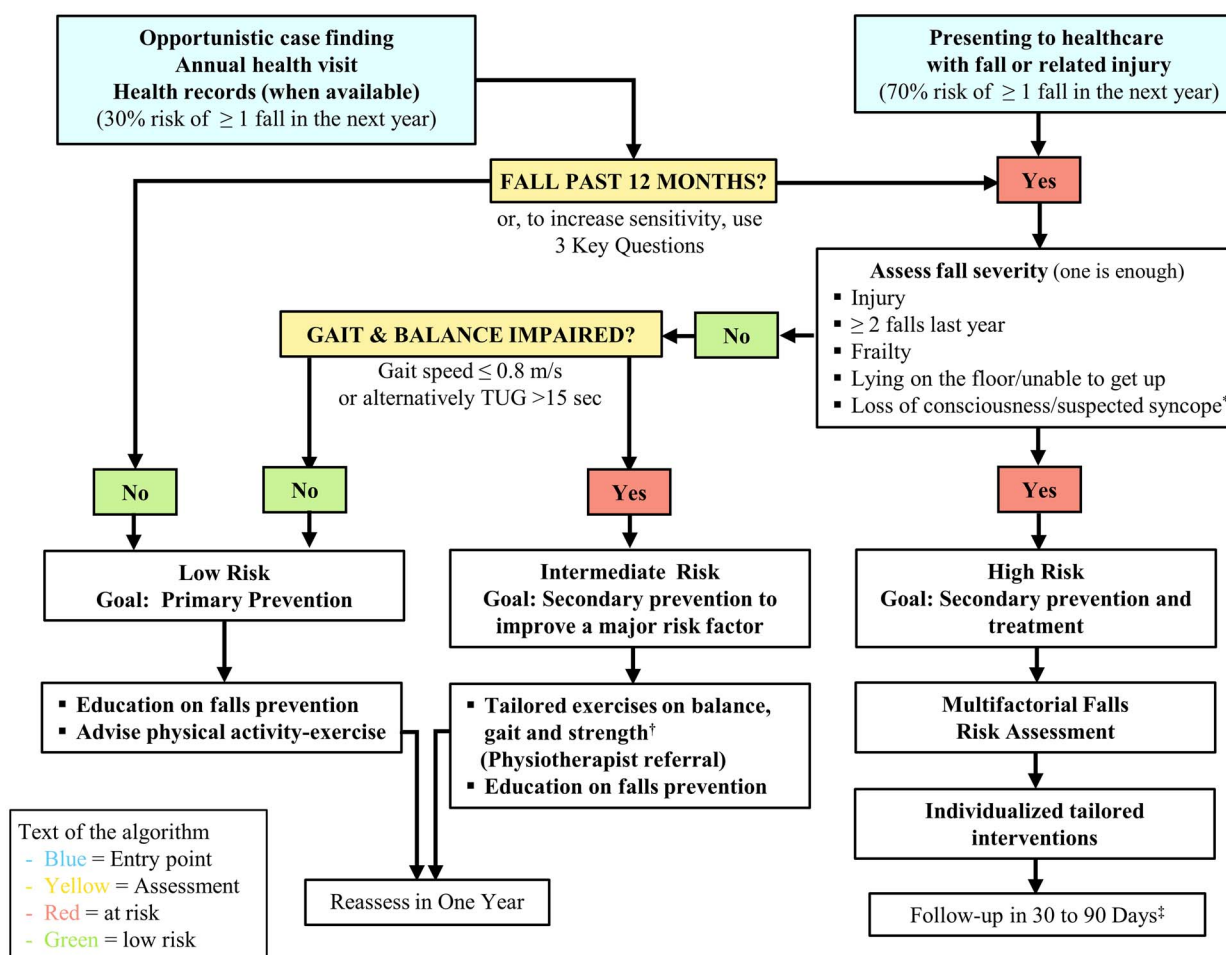 Opportunistic case finding
Annual health visit
Health records (when available)
(30% risk of ≥ 1 fall in the next year)
Presenting to healthcare
with fall or related injury
(70% risk of ≥ 1 fall in the next year)
FALL PAST 12 MONTHS?
or, to increase sensitivity, use
3 Key Questions
Yes
Assess fall severity (one is enough)
▪ Injury
▪ ≥ 2 falls last year
▪ Frailty
▪ Lying on the floor/unable to get up
▪ Loss of consciousness/suspected syncope*
No
GAIT & BALANCE IMPAIRED?
Gait speed ≤ 0.8 m/s
or alternatively TUG >15 sec
No
No
Yes
Yes
Low Risk
Goal: Primary Prevention
Intermediate Risk
Goal: Secondary prevention to
improve a major risk factor
High Risk
Goal: Secondary prevention and
treatment
▪ Education on falls prevention
▪ Advise physical activity-exercise
▪ Tailored exercises on balance,
gait and strength†
(Physiotherapist referral)
▪ Education on falls prevention
Multifactorial Falls
Risk Assessment
Individualized tailored
interventions
Reassess in One Year
Follow-up in 30 to 90 Days‡
Text of the algorithm
- Blue = Entry point
- Yellow = Assessment
- Red = at risk
- Green = low risk